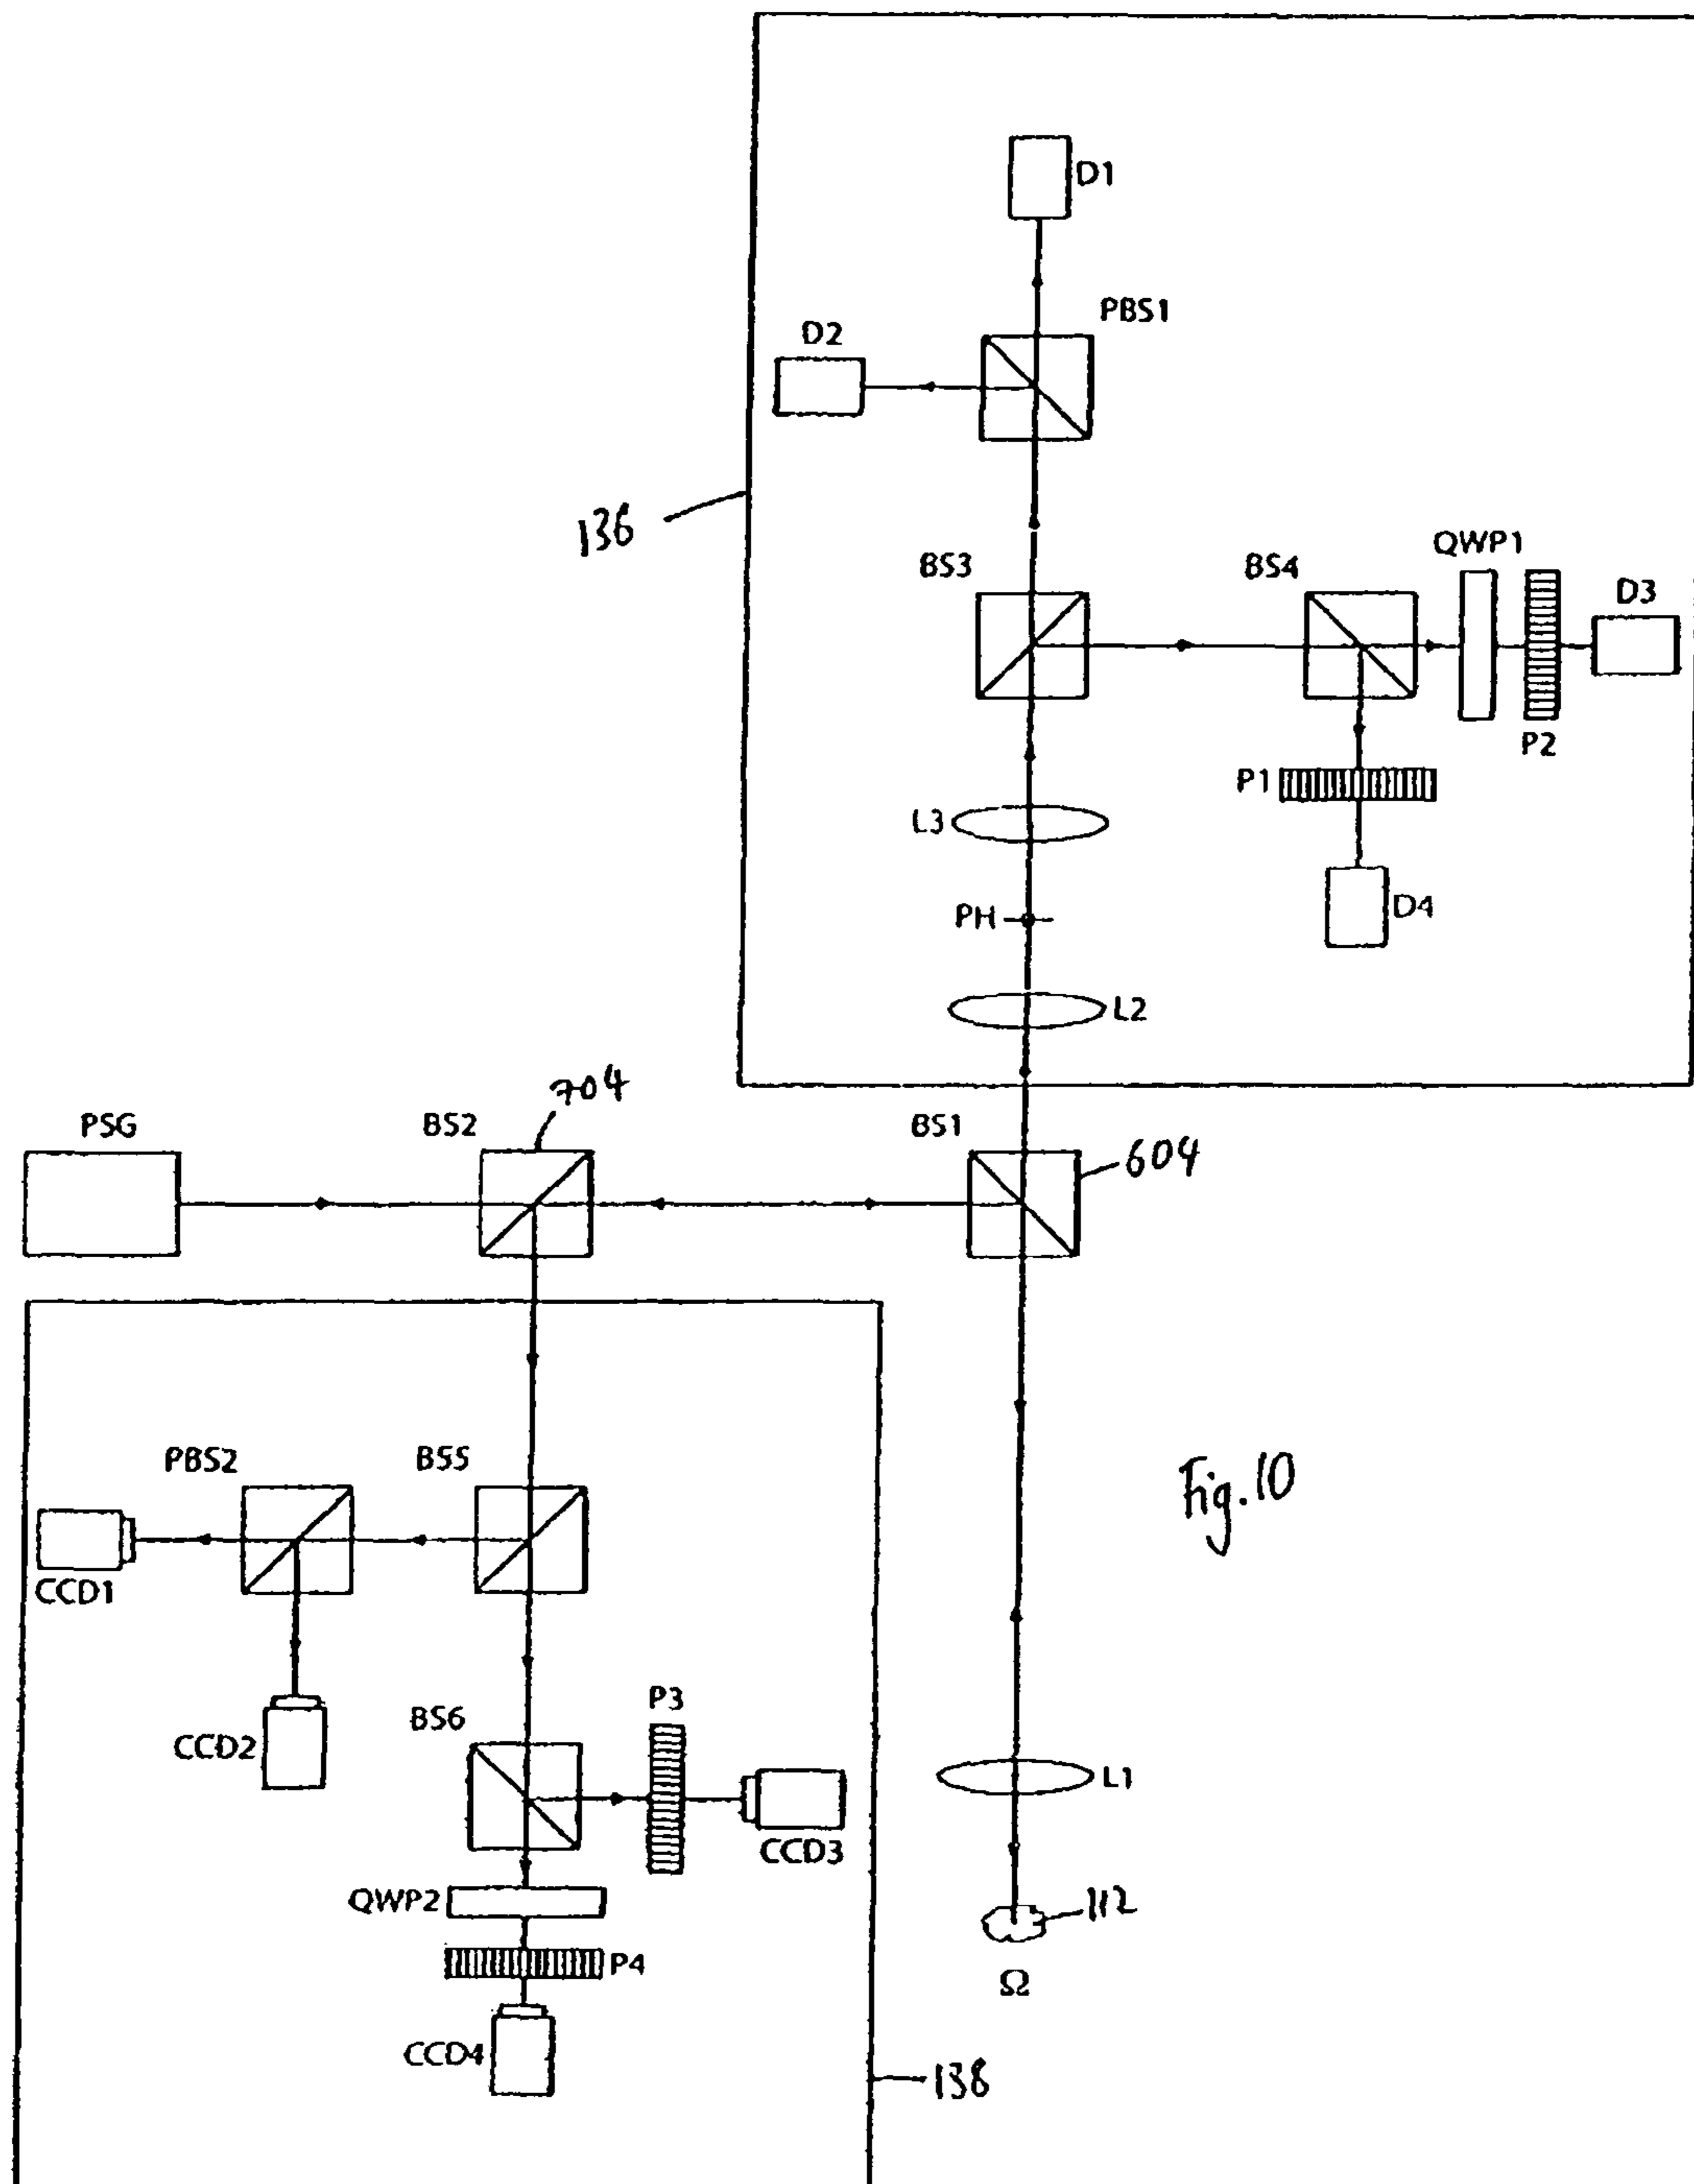 D1
PBS1
D2
136
BS3
BS4
QWP1
D3
P2
P1
L3
D4
PH
L2
704
PSG
BS2
BS1
604
PBS2
BS5
Fig. 10
CCD1
P3
BS6
CCD2
L1
CCD3
QWP2
112
P4
Ω
CCD4
138